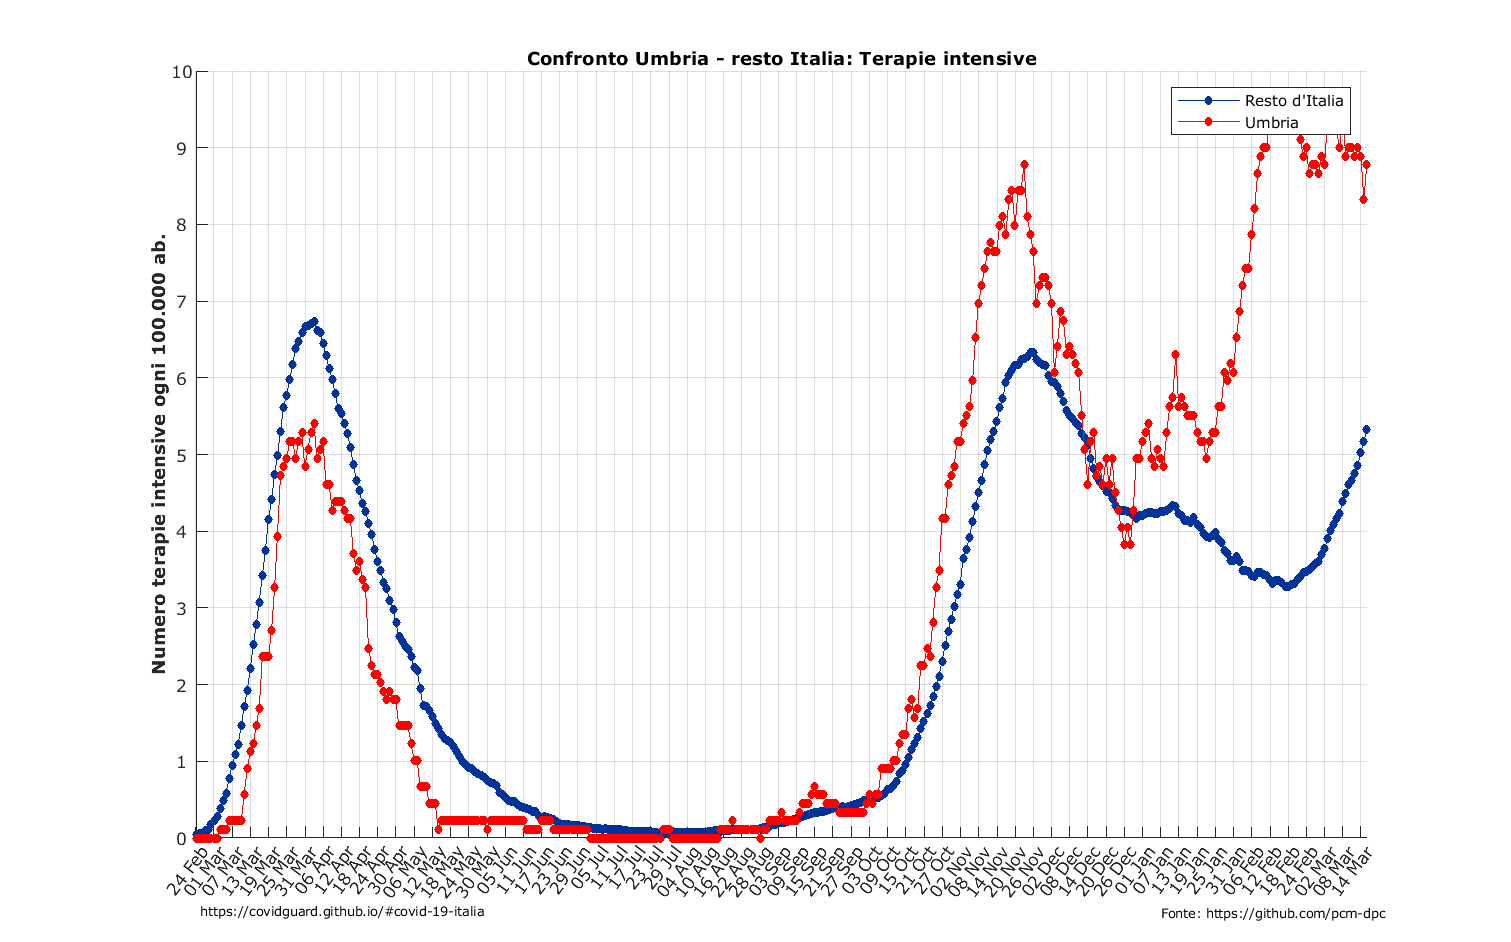 Confronto Umbria - resto Italia: Terapie intensive
Numero terapie intensive ogni 100.000 ab.
10
9
8
7
6
5
4
3
2
1
0
Resto d'Italia
Umbria
24 Feb
01 Mar
07 Mar
13 Mar
19 Mar
25 Mar
31 Mar
06 Apr
12 Apr
18 Apr
24 Apr
30 Apr
06 May
12 May
18 May
24 May
30 May
05 Jun
11 Jun
17 Jun
23 Jun
29 Jun
05 Jul
11 Jul
17 Jul
23 Jul
29 Jul
04 Aug
10 Aug
16 Aug
22 Aug
28 Aug
03 Sep
09 Sep
15 Sep
21 Sep
27 Sep
03 Oct
09 Oct
15 Oct
21 Oct
27 Oct
02 Nov
08 Nov
14 Nov
20 Nov
26 Nov
02 Dec
08 Dec
14 Dec
20 Dec
26 Dec
01 Jan
07 Jan
13 Jan
19 Jan
25 Jan
31 Jan
06 Feb
12 Feb
18 Feb
24 Feb
02 Mar
08 Mar
14 Mar
https://covidguard.github.io/#covid-19-italia
Fonte: https://github.com/pcm-dpc